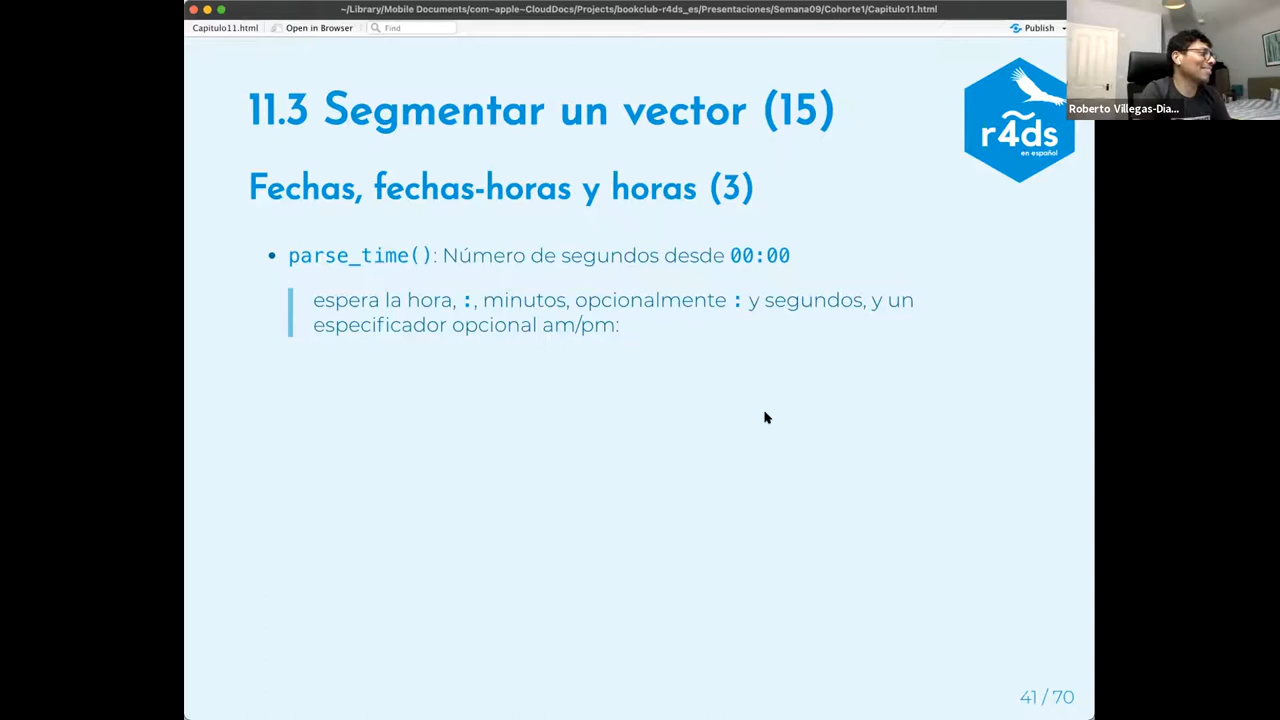 ~/Library/Mobile Documents/com~apple~CloudDocs/Projects/bookclub-r4ds_es/Presentaciones/Semana09/Cohorte1/Capitulo11.html
Capitulo11.html Open in Browser Find Publish
11.3 Segmentar un vector (15)
r4ds
en español
Roberto Villegas-Dia...
Fechas, fechas-horas y horas (3)
• parse_time(): Número de segundos desde 00:00
espera la hora, :, minutos, opcionalmente : y segundos, y un
especificador opcional am/pm:
41 / 70